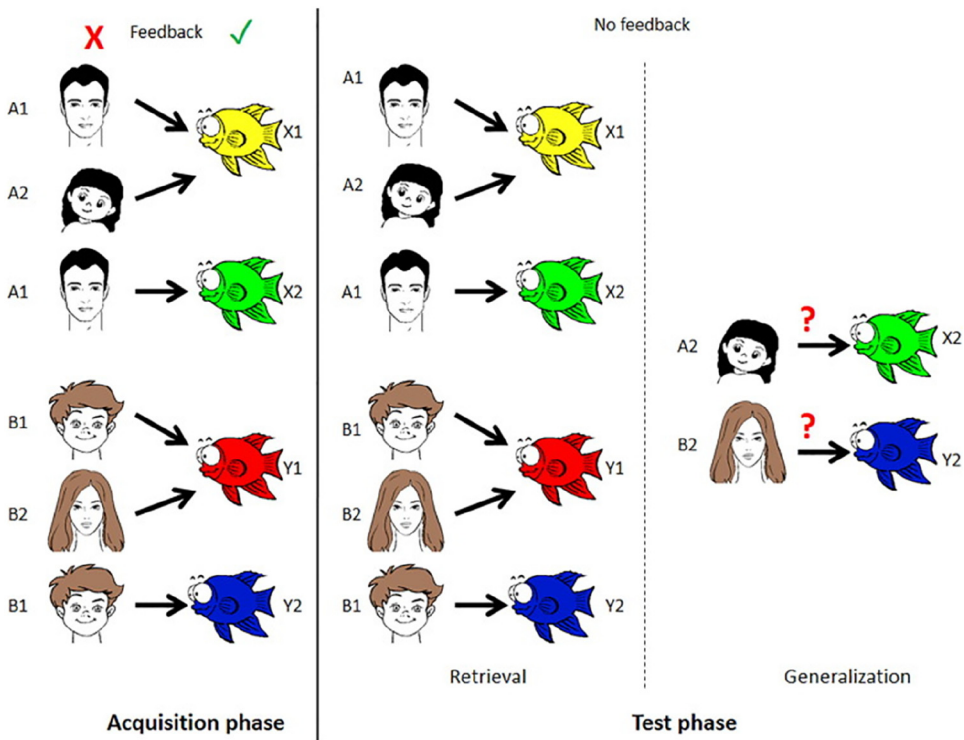 X Feedback ✓
No feedback
A1
X1
A2
A1
X2
B1
Y1
B2
B1
Y2
A1
X1
A2
A1
X2
B1
Y1
B2
B1
Y2
?
A2
X2
?
B2
Y2
Retrieval
Generalization
Acquisition phase
Test phase